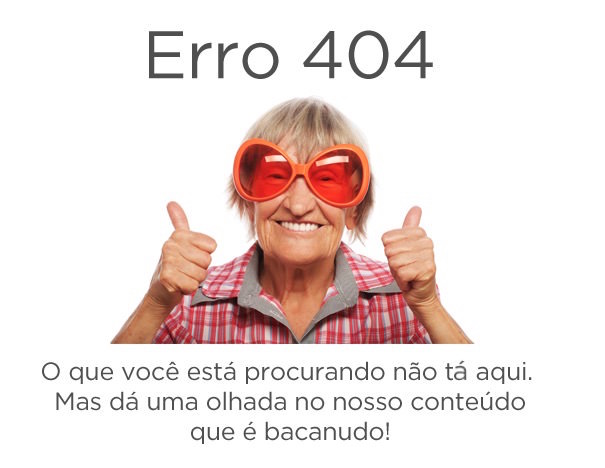 Erro 404
O que você está procurando não tá aqui.
Mas dá uma olhada no nosso conteúdo
que é bacanudo!